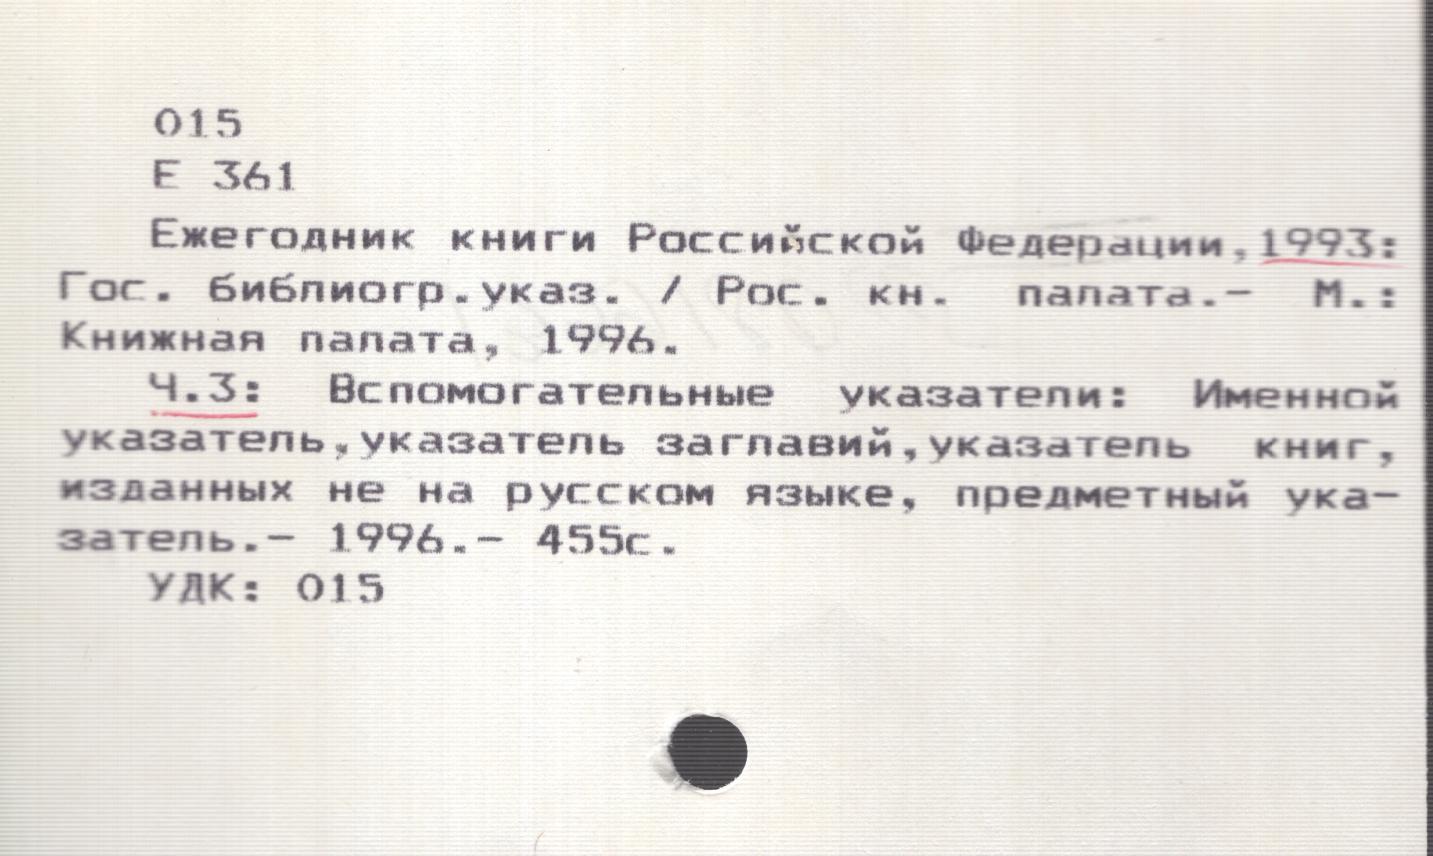 015
Е 361
Ежегодник книги Российской Федерации,1993:
Гос. библиогр.указ. / Рос. кн. палата.- М.:
Книжная палата, 1996.
Ч.3: Вспомогательные указатели: Именной
указатель,указатель заглавий,указатель книг,
изданных не на русском языке, предметный ука-
затель.- 1996.- 455с.
УДК: 015